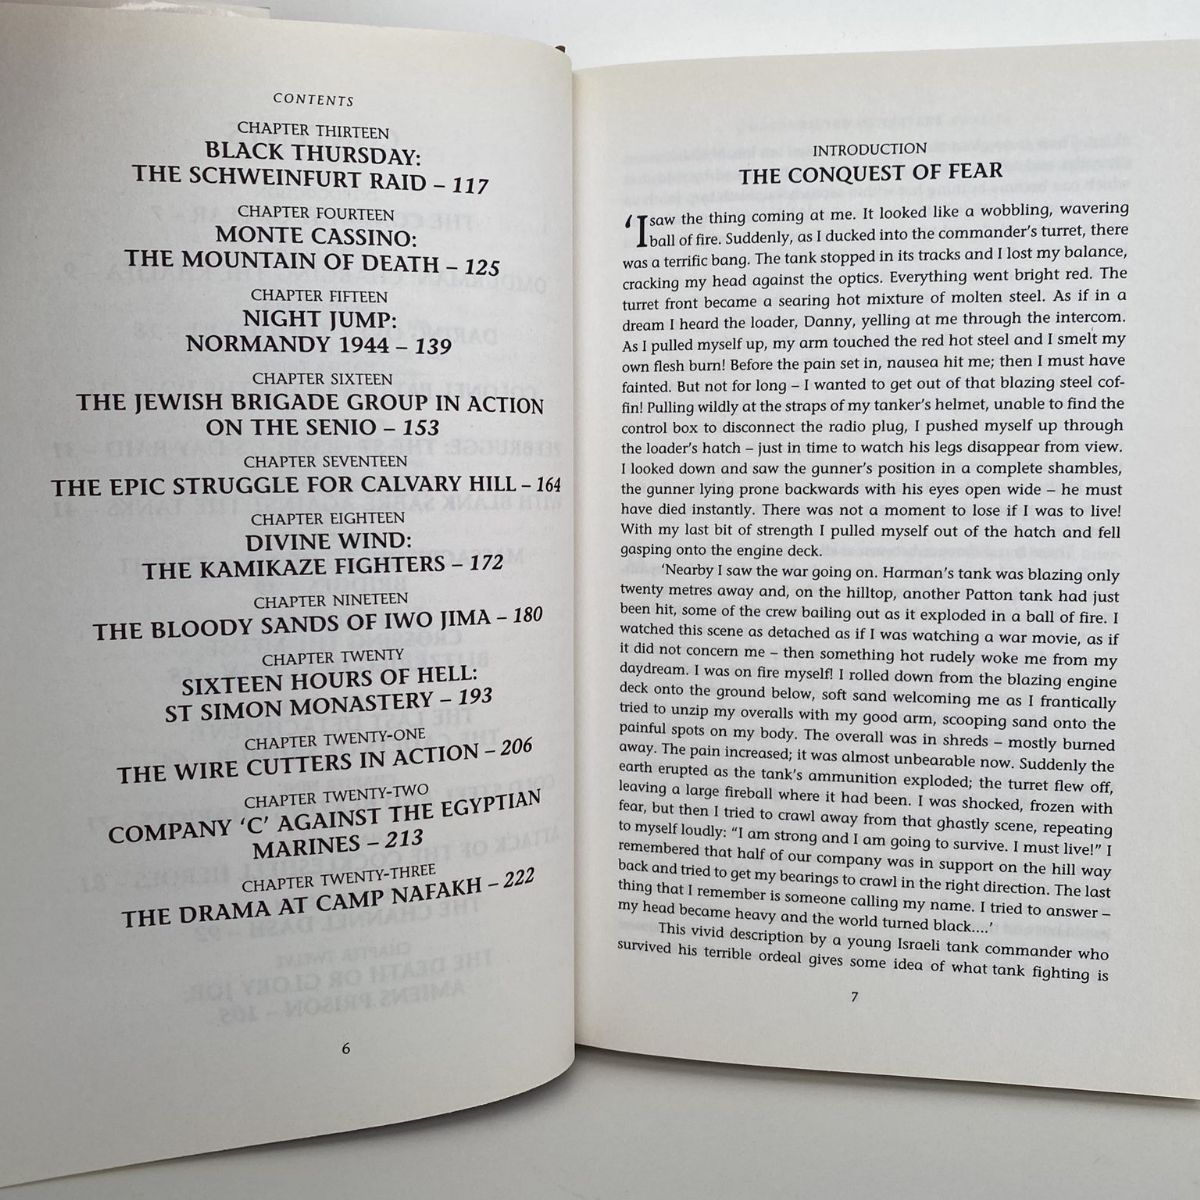 CONTENTS
CHAPTER THIRTEEN
BLACK THURSDAY:
THE SCHWEINFURT RAID – 117
CHAPTER FOURTEEN
MONTE CASSINO:
THE MOUNTAIN OF DEATH – 125
CHAPTER FIFTEEN
NIGHT JUMP:
NORMANDY 1944 – 139
CHAPTER SIXTEEN
THE JEWISH BRIGADE GROUP IN ACTION
ON THE SENIO – 153
CHAPTER SEVENTEEN
THE EPIC STRUGGLE FOR CALVARY HILL – 164
CHAPTER EIGHTEEN
DIVINE WIND:
THE KAMIKAZE FIGHTERS – 172
CHAPTER NINETEEN
THE BLOODY SANDS OF IWO JIMA – 180
CHAPTER TWENTY
SIXTEEN HOURS OF HELL:
ST SIMON MONASTERY – 193
CHAPTER TWENTY-ONE
THE WIRE CUTTERS IN ACTION – 206
CHAPTER TWENTY-TWO
COMPANY ‘C’ AGAINST THE EGYPTIAN
MARINES – 213
CHAPTER TWENTY-THREE
THE DRAMA AT CAMP NAFAKH – 222
6
INTRODUCTION
THE CONQUEST OF FEAR
‘I saw the thing coming at me. It looked like a wobbling, wavering
ball of fire. Suddenly, as I ducked into the commander’s turret, there
was a terrific bang. The tank stopped in its tracks and I lost my balance,
cracking my head against the optics. Everything went bright red. The
turret front became a searing hot mixture of molten steel. As if in a
dream I heard the loader, Danny, yelling at me through the intercom.
As I pulled myself up, my arm touched the red hot steel and I smelt my
own flesh burn! Before the pain set in, nausea hit me; then I must have
fainted. But not for long – I wanted to get out of that blazing steel cof-
fin! Pulling wildly at the straps of my tanker’s helmet, unable to find the
control box to disconnect the radio plug, I pushed myself up through
the loader’s hatch – just in time to watch his legs disappear from view.
I looked down and saw the gunner’s position in a complete shambles,
the gunner lying prone backwards with his eyes open wide – he must
have died instantly. There was not a moment to lose if I was to live!
With my last bit of strength I pulled myself out of the hatch and fell
gasping onto the engine deck.
‘Nearby I saw the war going on. Harman’s tank was blazing only
twenty metres away and, on the hilltop, another Patton tank had just
been hit, some of the crew bailing out as it exploded in a ball of fire. I
watched this scene as detached as if I was watching a war movie, as if
it did not concern me – then something hot rudely woke me from my
daydream. I was on fire myself! I rolled down from the blazing engine
deck onto the ground below, soft sand welcoming me as I frantically
tried to unzip my overalls with my good arm, scooping sand onto the
painful spots on my body. The overall was in shreds – mostly burned
away. The pain increased; it was almost unbearable now. Suddenly the
earth erupted as the tank’s ammunition exploded; the turret flew off,
leaving a large fireball where it had been. I was shocked, frozen with
fear, but then I tried to crawl away from that ghastly scene, repeating
to myself loudly: “I am strong and I am going to survive. I must live!” I
remembered that half of our company was in support on the hill way
back and tried to get my bearings to crawl in the right direction. The last
thing that I remember is someone calling my name. I tried to answer –
my head became heavy and the world turned black....’
This vivid description by a young Israeli tank commander who
survived his terrible ordeal gives some idea of what tank fighting is
7